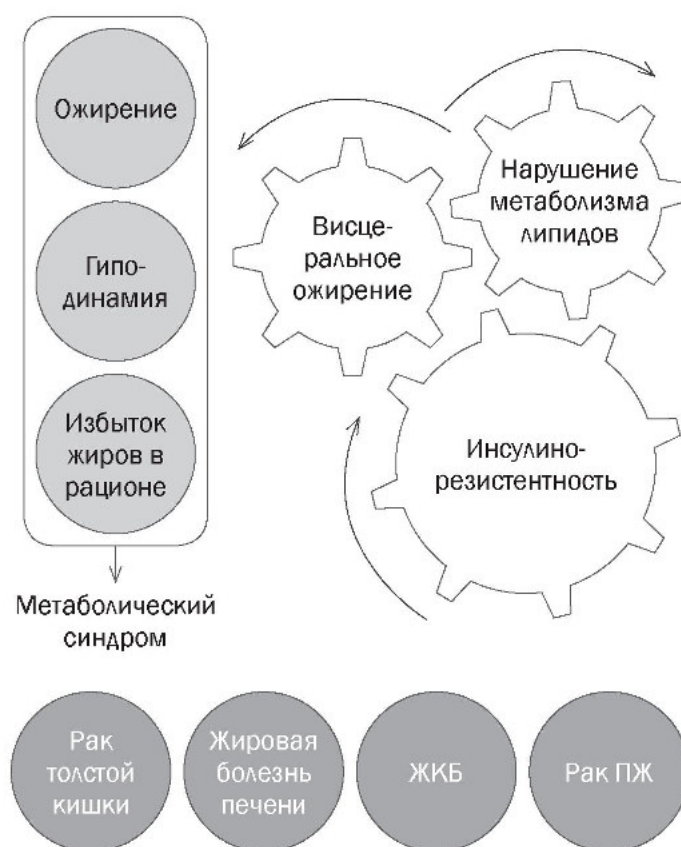 Ожирение
Гипо-
динамия
Избыток
жиров в
рационе
Метаболический
синдром
Висце-
ральное
ожирение
Нарушение
метаболизма
липидов
Инсулино-
резистентность
Рак
толстой
кишки
Жировая
болезнь
печени
ЖКБ
Рак ПЖ